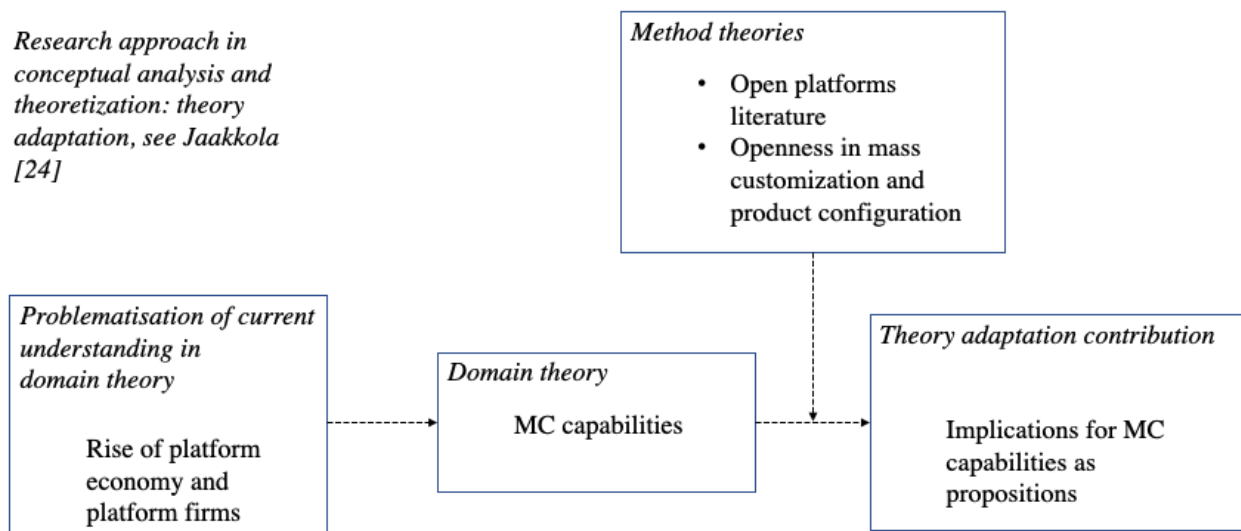 Research approach in
conceptual analysis and
theoretization: theory
adaptation, see Jaakkola
[24]
Method theories
• Open platforms
literature
• Openness in mass
customization and
product configuration
Problematisation of current
understanding in
domain theory
Rise of platform
economy and
platform firms
Domain theory
MC capabilities
Theory adaptation contribution
Implications for MC
capabilities as
propositions